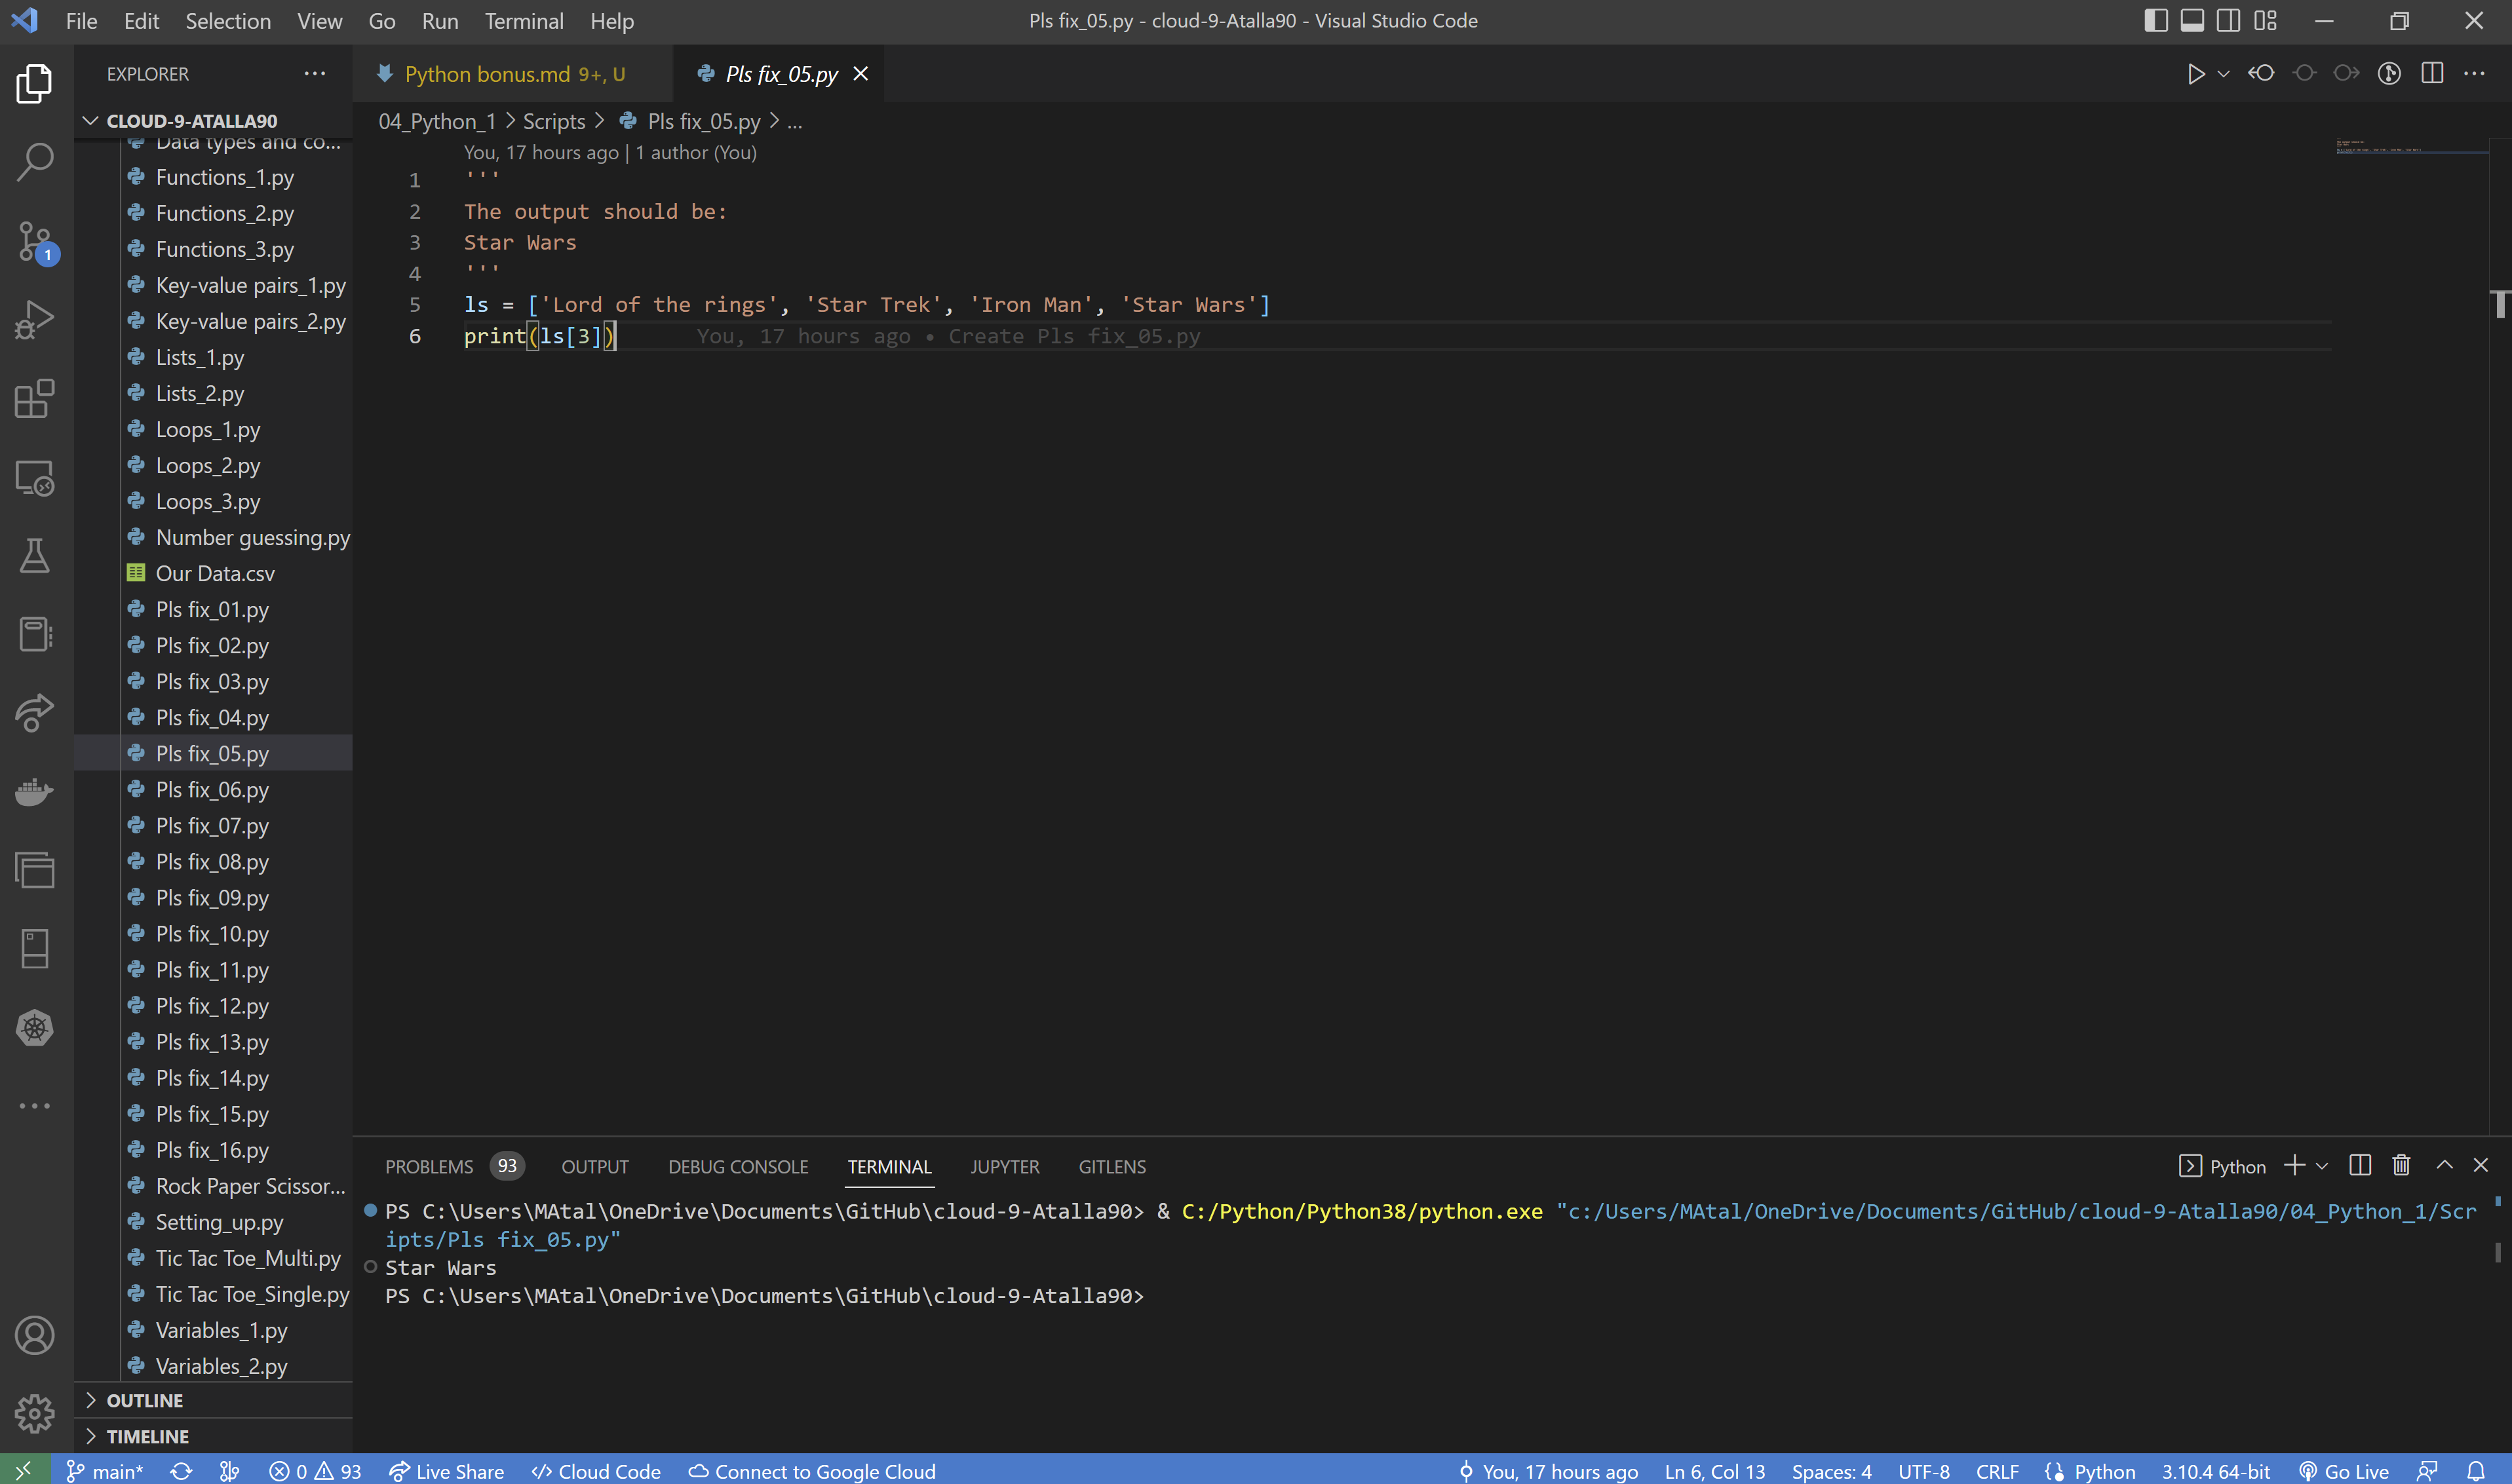 File Edit Selection View Go Run Terminal Help
Pls fix_05.py - cloud-9-Atalla90 - Visual Studio Code
EXPLORER
CLOUD-9-ATALLA90
Data types and co...
Functions_1.py
Functions_2.py
Functions_3.py
Key-value pairs_1.py
Key-value pairs_2.py
Lists_1.py
Lists_2.py
Loops_1.py
Loops_2.py
Loops_3.py
Number guessing.py
Our Data.csv
Pls fix_01.py
Pls fix_02.py
Pls fix_03.py
Pls fix_04.py
Pls fix_05.py
Pls fix_06.py
Pls fix_07.py
Pls fix_08.py
Pls fix_09.py
Pls fix_10.py
Pls fix_11.py
Pls fix_12.py
Pls fix_13.py
Pls fix_14.py
Pls fix_15.py
Pls fix_16.py
Rock Paper Scissor...
Setting_up.py
Tic Tac Toe_Multi.py
Tic Tac Toe_Single.py
Variables_1.py
Variables_2.py
OUTLINE
TIMELINE
1
Python bonus.md 9+, U
Pls fix_05.py
04_Python_1 > Scripts > Pls fix_05.py > ...
You, 17 hours ago | 1 author (You)
1 '''
2 The output should be:
3 Star Wars
4 '''
5 ls = ['Lord of the rings', 'Star Trek', 'Iron Man', 'Star Wars']
6 print(ls[3]) You, 17 hours ago • Create Pls fix_05.py
PROBLEMS 93 OUTPUT DEBUG CONSOLE TERMINAL JUPYTER GITLENS
Python
PS C:\Users\MAtal\OneDrive\Documents\GitHub\cloud-9-Atalla90> & C:/Python/Python38/python.exe "c:/Users/MAtal/OneDrive/Documents/GitHub/cloud-9-Atalla90/04_Python_1/Scr
ipts/Pls fix_05.py"
Star Wars
PS C:\Users\MAtal\OneDrive\Documents\GitHub\cloud-9-Atalla90>
main* 0 93 Live Share Cloud Code Connect to Google Cloud
You, 17 hours ago Ln 6, Col 13 Spaces: 4 UTF-8 CRLF Python 3.10.4 64-bit Go Live